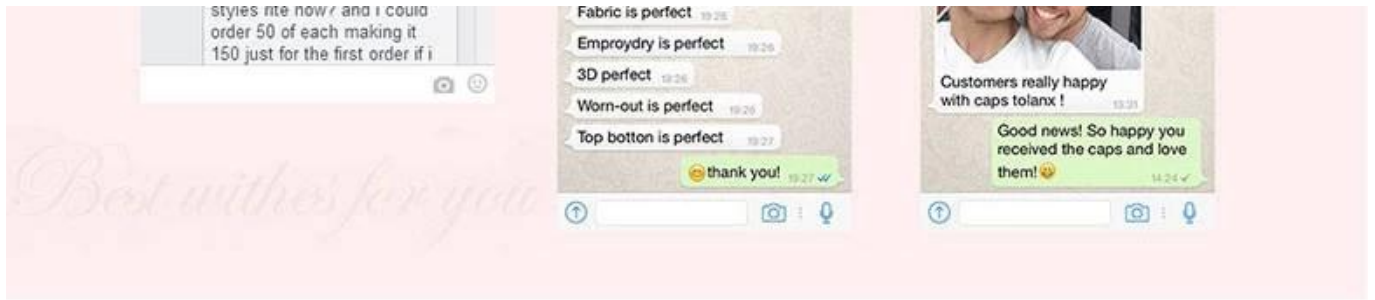 styles rite now? and i could
order 50 of each making it
150 just for the first order if i
Best withes for you
Fabric is perfect 19:26
Emproydry is perfect 19:26
3D perfect 19:26
Worn-out is perfect 19:26
Top botton is perfect 19:27
😊thank you! 19:27
Customers really happy
with caps tolanx ! 13:31
Good news! So happy you
received the caps and love
them!😀 14:24